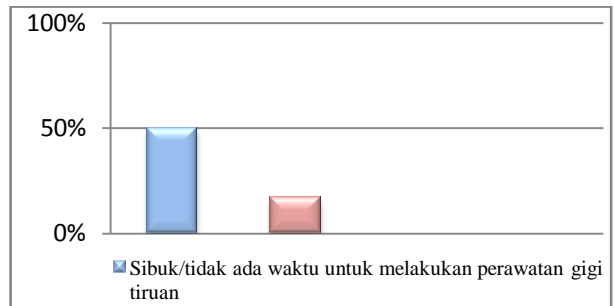 100%
50%
0%
Sibuk/tidak ada waktu untuk melakukan perawatan gigi
tiruan